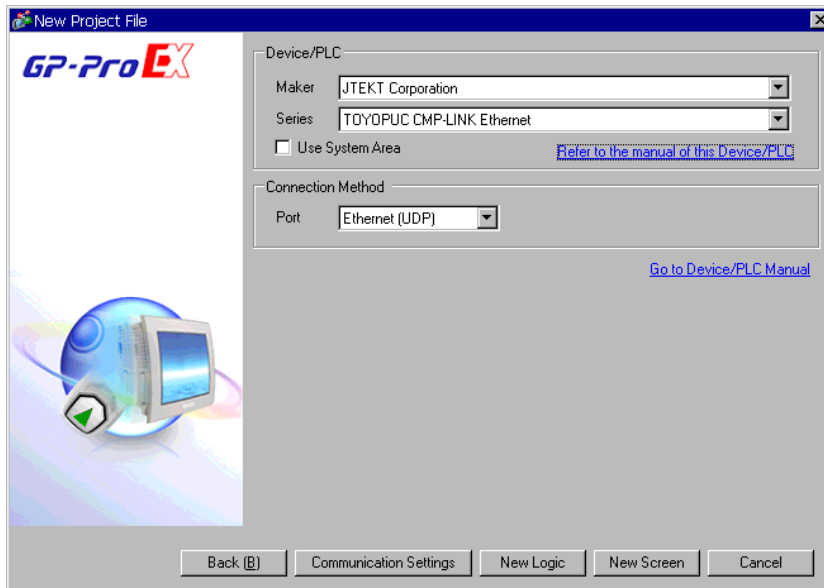 New Project File
GP-Pro EX
Device/PLC
Maker JTEKT Corporation
Series TOYOPUC CMP-LINK Ethernet
Use System Area Refer to the manual of this Device/PLC
Connection Method
Port Ethernet (UDP)
Go to Device/PLC Manual
Back (B) Communication Settings New Logic New Screen Cancel